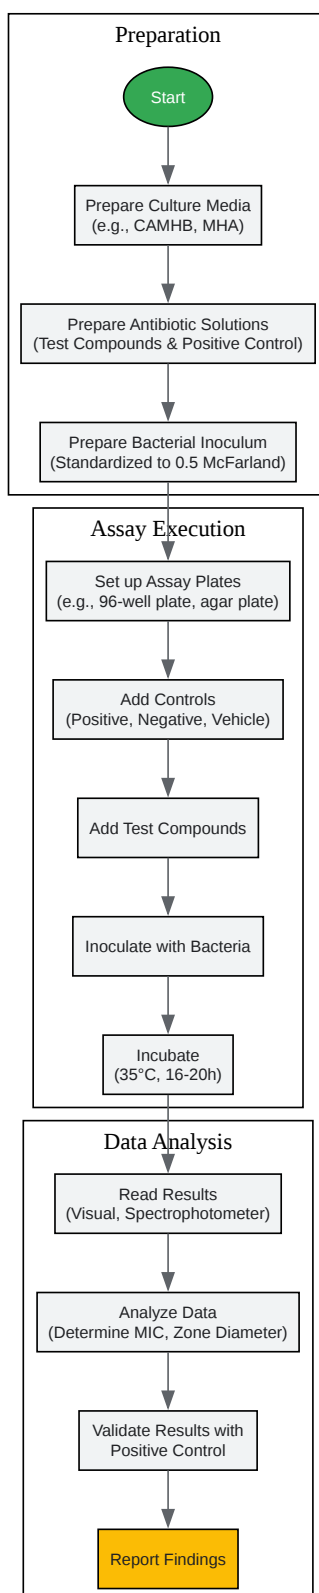 Preparation
Start
Prepare Culture Media
(e.g., CAMHB, MHA)
Prepare Antibiotic Solutions
(Test Compounds & Positive Control)
Prepare Bacterial Inoculum
(Standardized to 0.5 McFarland)
Assay Execution
Set up Assay Plates
(e.g., 96-well plate, agar plate)
Add Controls
(Positive, Negative, Vehicle)
Add Test Compounds
Inoculate with Bacteria
Incubate
(35°C, 16-20h)
Data Analysis
Read Results
(Visual, Spectrophotometer)
Analyze Data
(Determine MIC, Zone Diameter)
Validate Results with
Positive Control
Report Findings